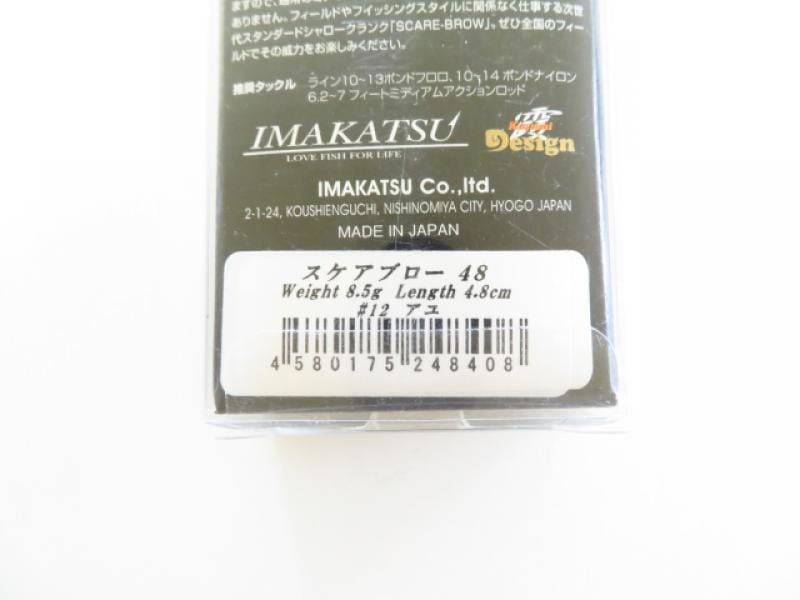 ありません。フィールドやフイッシングスタイルに関係なく仕事する次世
代スタンダードシャロークランク「SCARE-BROW」。ぜひ全国のフィー
ルドでその威力をお楽しみください。
推奨タックル ライン10~13ポンドフロロ、10~14 ポンドナイロン
6.2~7 フィートミディアムアクションロッド
IMAKATSU
LOVE FISH FOR LIFE
Design
IMAKATSU Co.,ltd.
2-1-24, KOUSHIENGUCHI, NISHINOMIYA CITY, HYOGO JAPAN
MADE IN JAPAN
スケアブロー 48
Weight 8.5g Length 4.8cm
#12 アユ
4 580175 248408